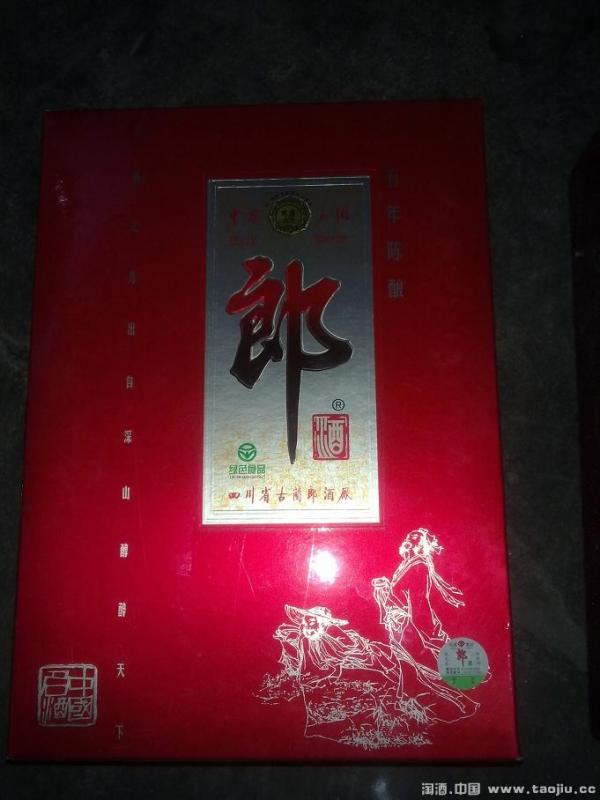 中国
名酒
五年陈酿
郎
酒
®
绿色食品
四川省古蔺郎酒厂
出自深山醇醉天下
中国名酒
郎
淘酒.中国 www.taojiu.cc